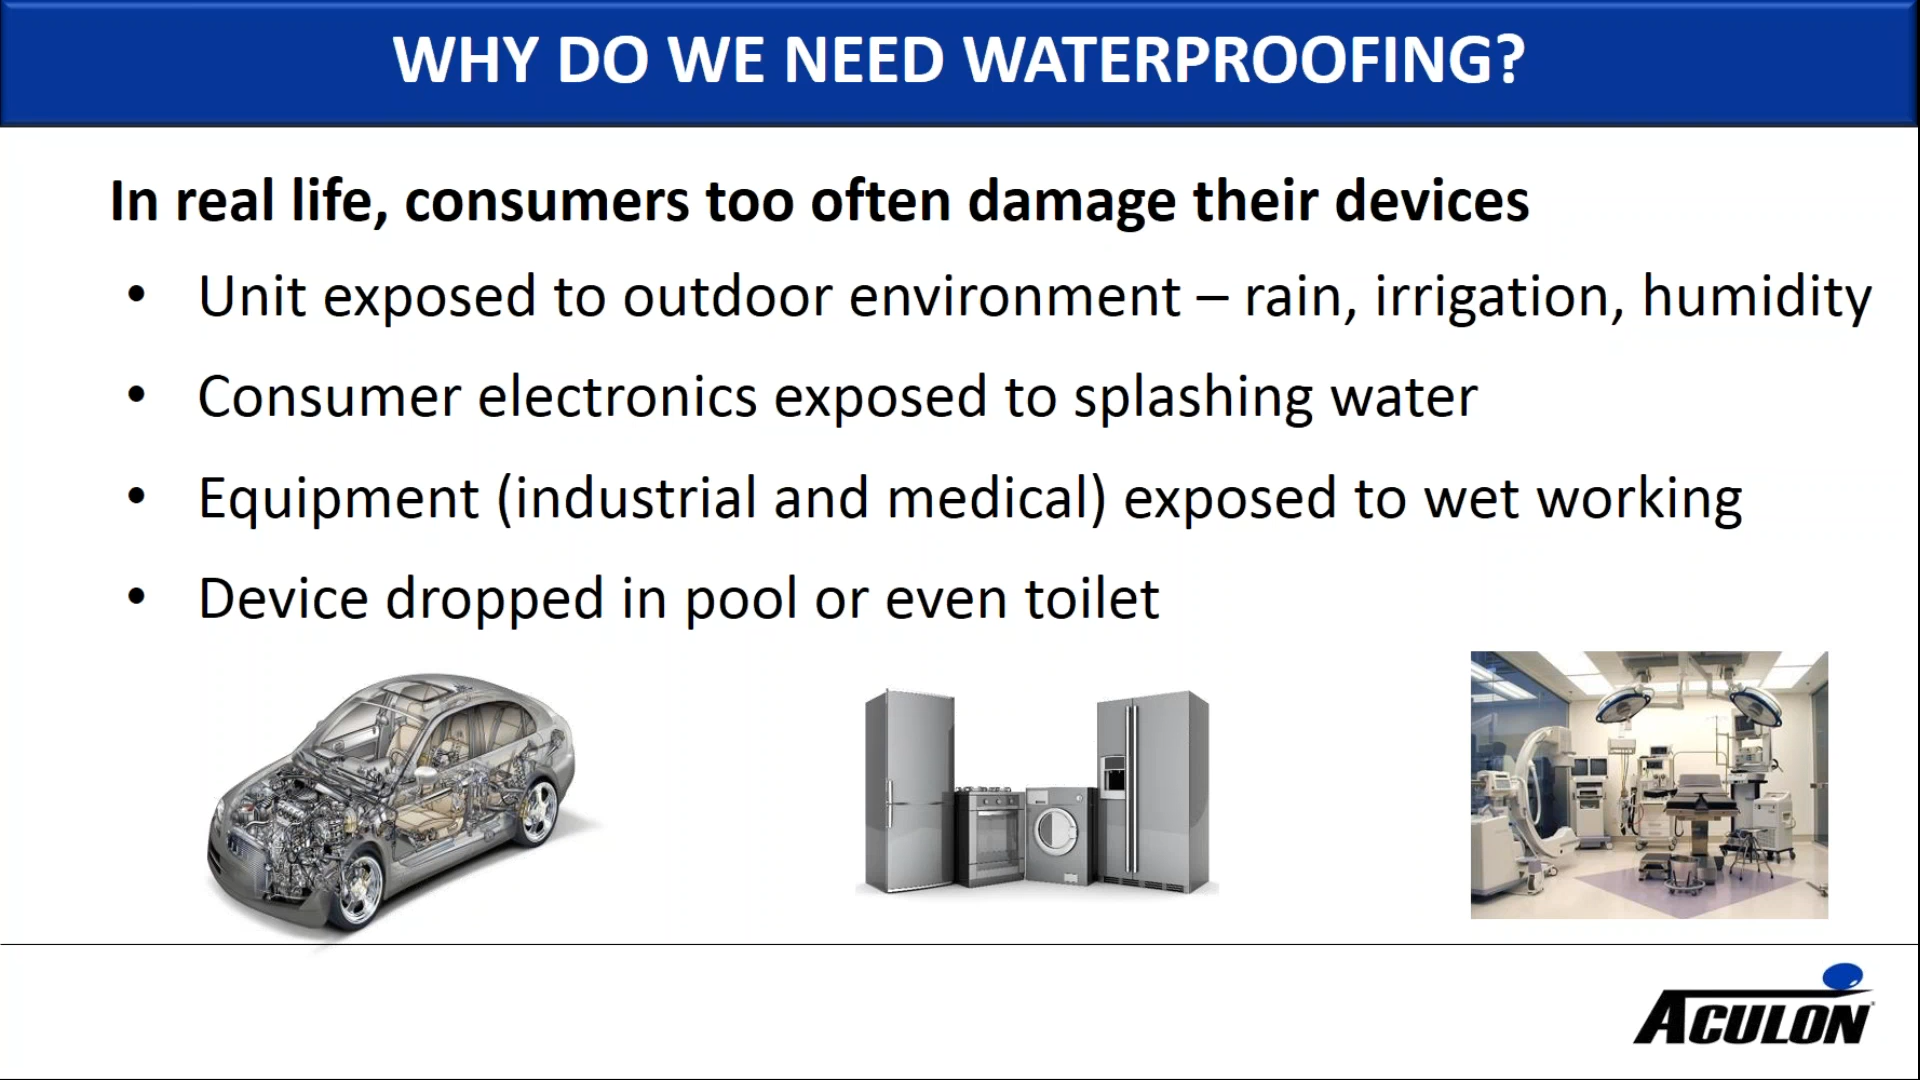 WHY DO WE NEED WATERPROOFING?
In real life, consumers too often damage their devices
• Unit exposed to outdoor environment – rain, irrigation, humidity
• Consumer electronics exposed to splashing water
• Equipment (industrial and medical) exposed to wet working
• Device dropped in pool or even toilet
ACULON